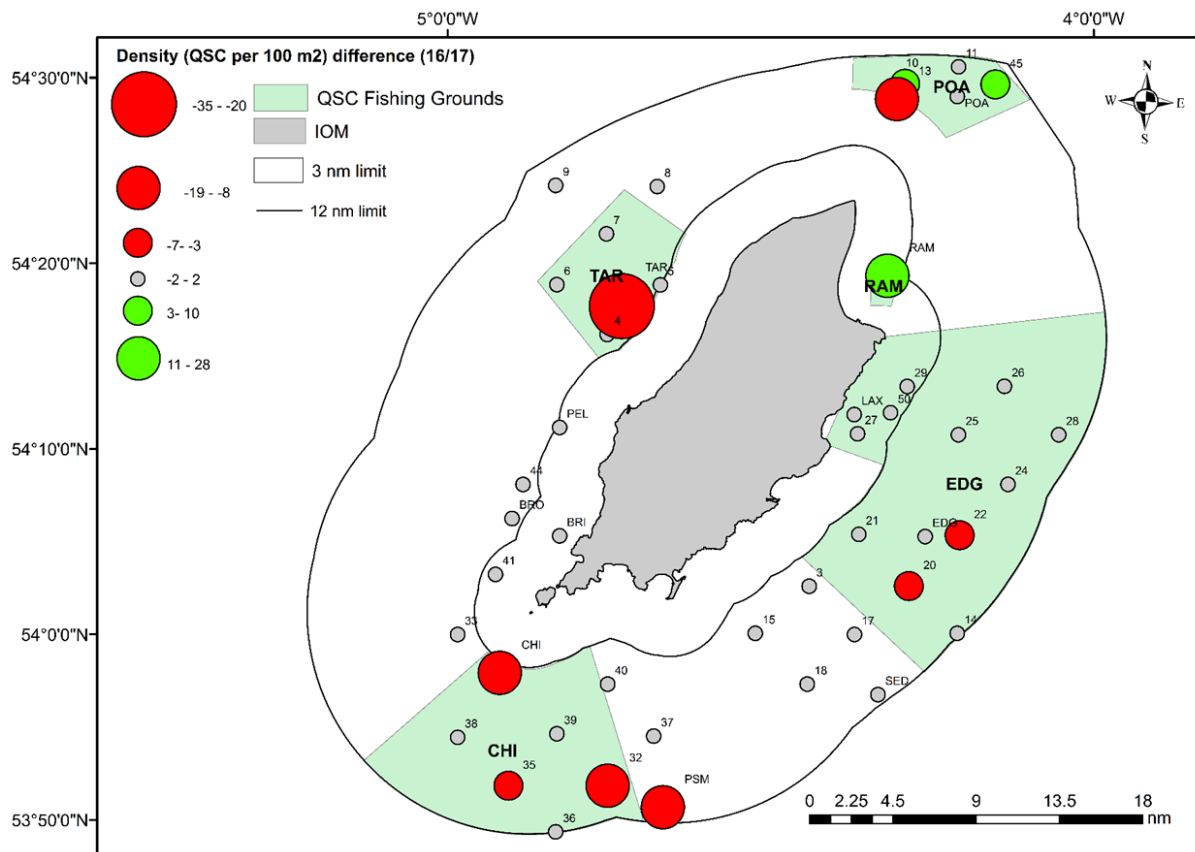 5°0'0"W
4°0'0"W
Density (QSC per 100 m2) difference (16/17)
-35 - -20
-19 - -8
-7 - -3
-2 - 2
3- 10
11 - 28
QSC Fishing Grounds
IOM
3 nm limit
12 nm limit
N
W
E
S
54°30'0"N
54°20'0"N
54°10'0"N
54°0'0"N
53°50'0"N
11
10
13
45
POA
POA
9
8
7
6
TAR
TAR
5
4
RAM
RAM
29
26
LAX
50
27
25
28
PEL
44
24
EDG
BRO
BRI
21
EDG
22
41
20
3
33
15
17
14
CHI
40
18
SED
38
39
37
CHI
35
32
PSM
36
0
2.25
4.5
9
13.5
18
nm